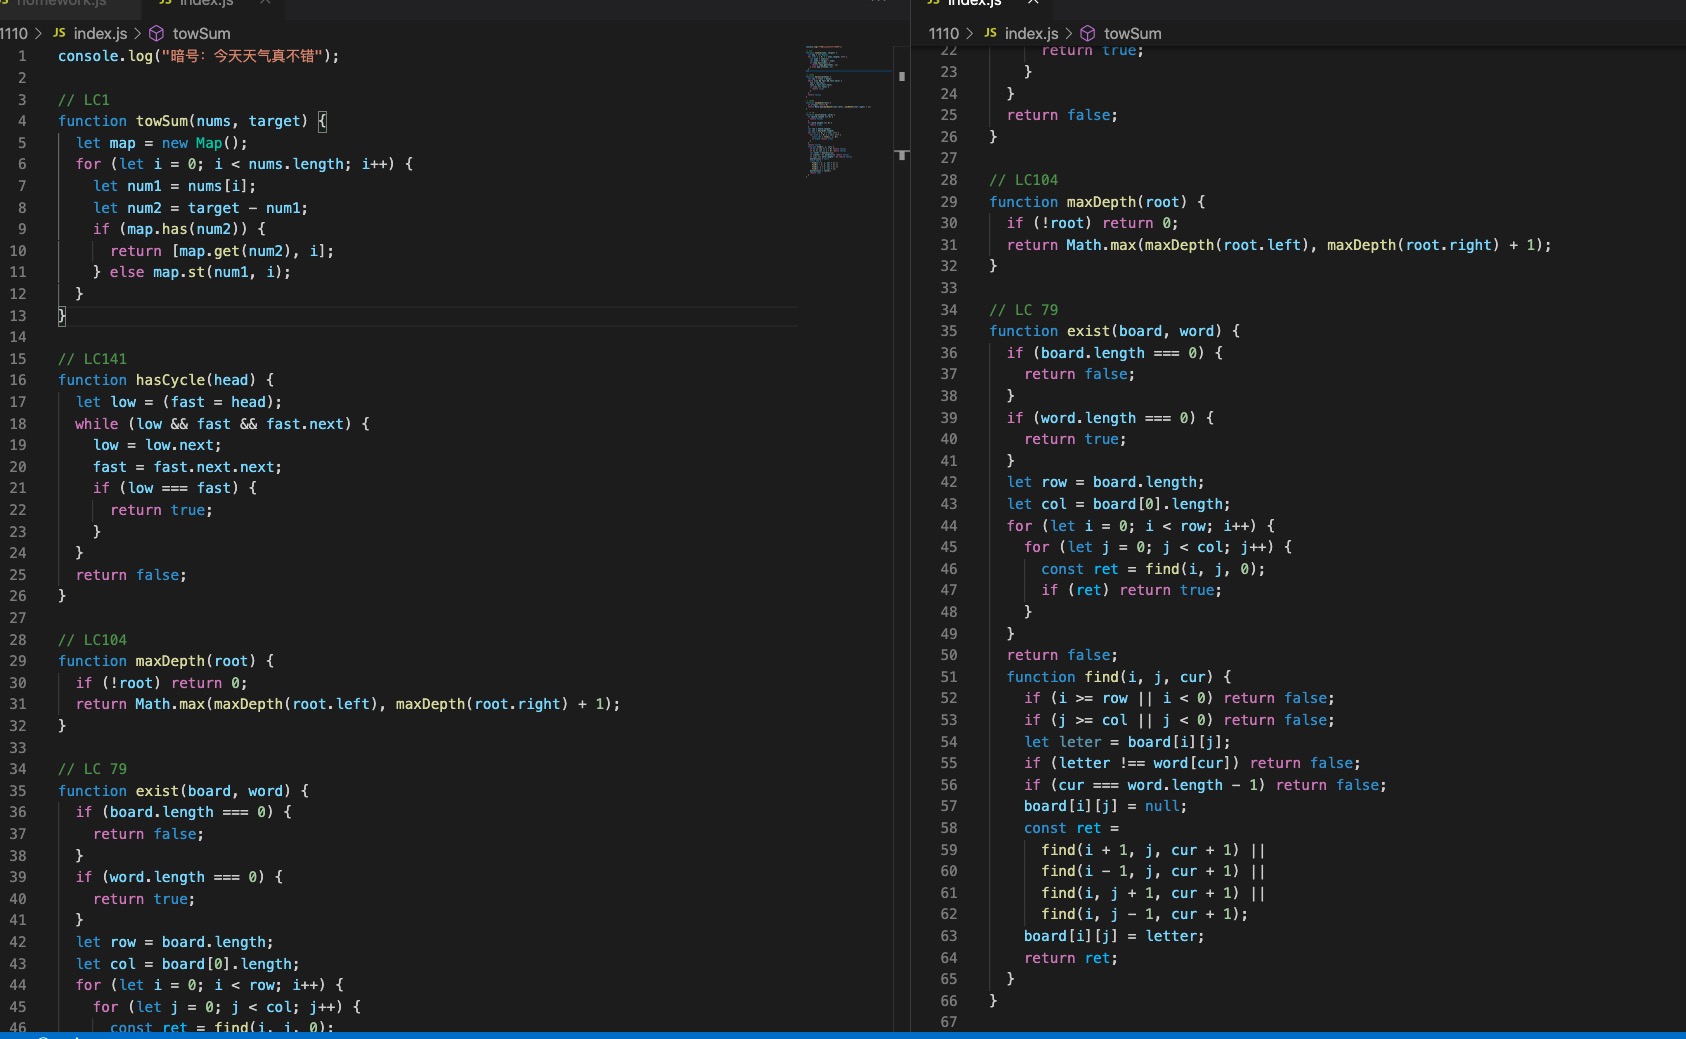 homework.js
JS index.js
1110 > JS index.js > towSum
1 console.log("暗号: 今天天气真不错");
2
3 // LC1
4 function towSum(nums, target) {
5 let map = new Map();
6 for (let i = 0; i < nums.length; i++) {
7 let num1 = nums[i];
8 let num2 = target - num1;
9 if (map.has(num2)) {
10 return [map.get(num2), i];
11 } else map.st(num1, i);
12 }
13 }
14
15 // LC141
16 function hasCycle(head) {
17 let low = (fast = head);
18 while (low && fast && fast.next) {
19 low = low.next;
20 fast = fast.next.next;
21 if (low === fast) {
22 return true;
23 }
24 }
25 return false;
26 }
27
28 // LC104
29 function maxDepth(root) {
30 if (!root) return 0;
31 return Math.max(maxDepth(root.left), maxDepth(root.right) + 1);
32 }
33
34 // LC 79
35 function exist(board, word) {
36 if (board.length === 0) {
37 return false;
38 }
39 if (word.length === 0) {
40 return true;
41 }
42 let row = board.length;
43 let col = board[0].length;
44 for (let i = 0; i < row; i++) {
45 for (let j = 0; j < col; j++) {
46 const ret = find(i, j, 0);
JS index.js
1110 > JS index.js > towSum
22 return true;
23 }
24 }
25 return false;
26 }
27
28 // LC104
29 function maxDepth(root) {
30 if (!root) return 0;
31 return Math.max(maxDepth(root.left), maxDepth(root.right) + 1);
32 }
33
34 // LC 79
35 function exist(board, word) {
36 if (board.length === 0) {
37 return false;
38 }
39 if (word.length === 0) {
40 return true;
41 }
42 let row = board.length;
43 let col = board[0].length;
44 for (let i = 0; i < row; i++) {
45 for (let j = 0; j < col; j++) {
46 const ret = find(i, j, 0);
47 if (ret) return true;
48 }
49 }
50 return false;
51 function find(i, j, cur) {
52 if (i >= row || i < 0) return false;
53 if (j >= col || j < 0) return false;
54 let leter = board[i][j];
55 if (letter !== word[cur]) return false;
56 if (cur === word.length - 1) return false;
57 board[i][j] = null;
58 const ret =
59 find(i + 1, j, cur + 1) ||
60 find(i - 1, j, cur + 1) ||
61 find(i, j + 1, cur + 1) ||
62 find(i, j - 1, cur + 1);
63 board[i][j] = letter;
64 return ret;
65 }
66 }
67